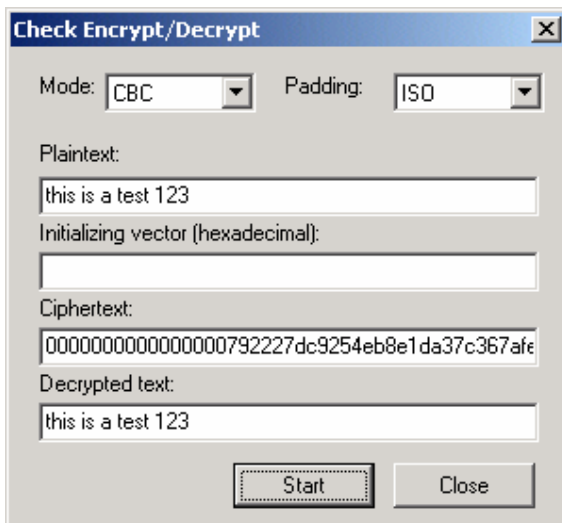 Check Encrypt/Decrypt
Mode: CBC Padding: ISO
Plaintext:
this is a test 123
Initializing vector (hexadecimal):
Ciphertext:
0000000000000000792227dc9254eb8e1da37c367afe
Decrypted text:
this is a test 123
Start Close